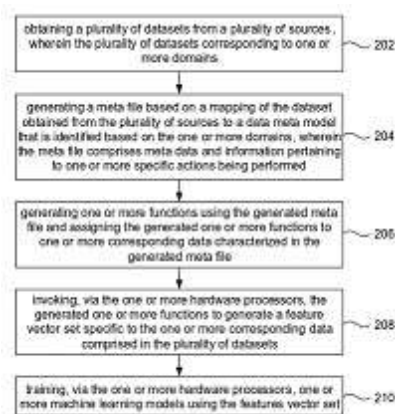 obtaining a plurality of datasets from a plurality of sources,
wherein the plurality of datasets corresponding to one or
more domains
202
generating a meta file based on a mapping of the dataset
obtained from the plurality of sources to a data meta model
that is identified based on the one or more domains, wherein
the meta file comprises meta data and information pertaining
to one or more specific actions being performed
204
generating one or more functions using the generated meta
file and assigning the generated one or more functions to
one or more corresponding data characterized in the
generated meta file
206
invoking, via the one or more hardware processors, the
generated one or more functions to generate a feature
vector set specific to the one or more corresponding data
comprised in the plurality of datasets
208
training, via the one or more hardware processors, one or
more machine learning models using the features vector set
210